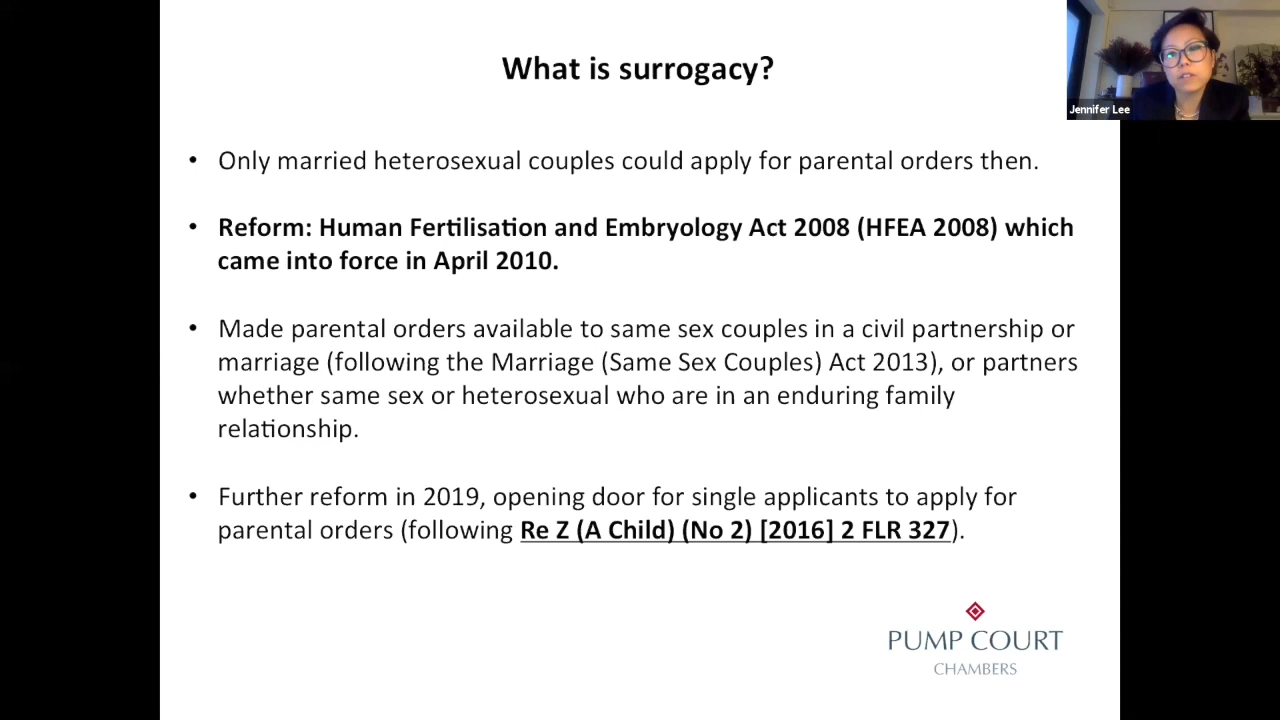 What is surrogacy?
Jennifer Lee
• Only married heterosexual couples could apply for parental orders then.
• Reform: Human Fertilisation and Embryology Act 2008 (HFEA 2008) which
came into force in April 2010.
• Made parental orders available to same sex couples in a civil partnership or
marriage (following the Marriage (Same Sex Couples) Act 2013), or partners
whether same sex or heterosexual who are in an enduring family
relationship.
• Further reform in 2019, opening door for single applicants to apply for
parental orders (following Re Z (A Child) (No 2) [2016] 2 FLR 327).
PUMP COURT
CHAMBERS